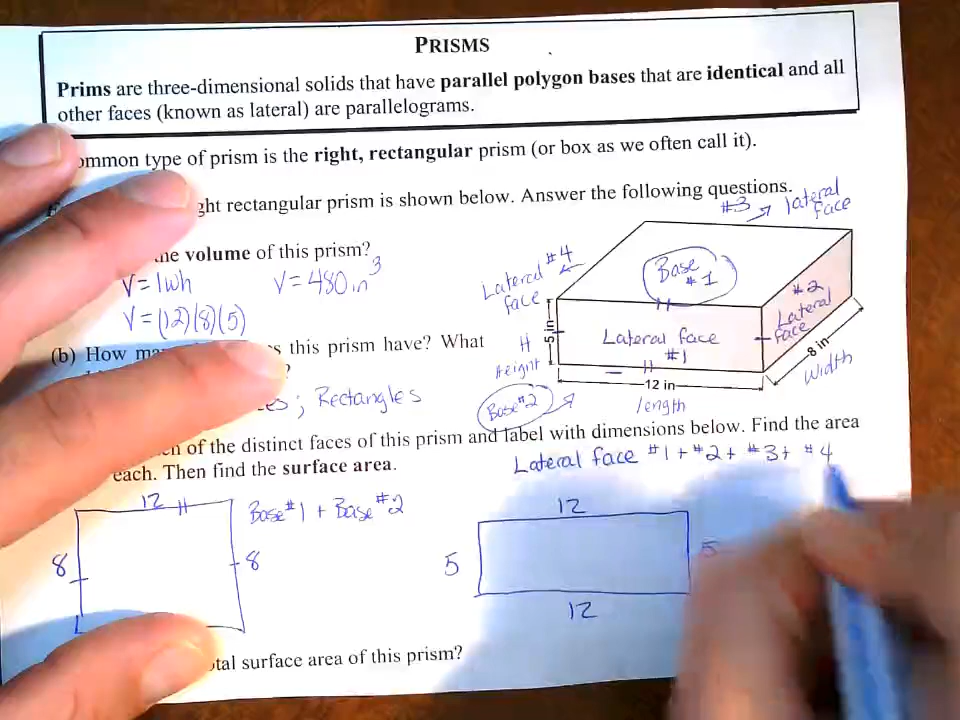 PRISMS
Prims are three-dimensional solids that have parallel polygon bases that are identical and all
other faces (known as lateral) are parallelograms.
ommon type of prism is the right, rectangular prism (or box as we often call it).
ght rectangular prism is shown below. Answer the following questions.
#3 lateral
face
the volume of this prism?
V=lwh
V=480in³
V=(12)(8)(5)
Lateral #4
face
Base
#1
#2
Lateral
face
Lateral face
#1
5 in
H
Height
8 in
Width
12 in
length
Base #2
(b) How ma this prism have? What
; Rectangles
of the distinct faces of this prism and label with dimensions below. Find the area
each. Then find the surface area.
Lateral face #1 + #2 + #3 + #4
12
Base #1 + Base #2
8
8
12
5
5
12
tal surface area of this prism?